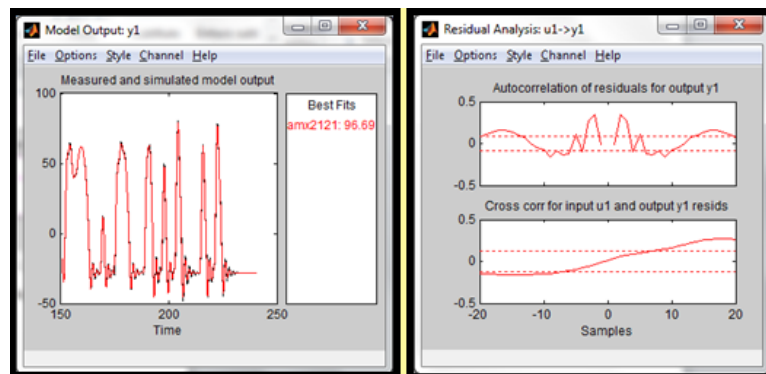 Model Output: y1
File Options Style Channel Help
Measured and simulated model output
100
50
0
-50
150
200
250
Time
Best Fits
amx2121: 96.69
Residual Analysis: u1->y1
File Options Style Channel Help
Autocorrelation of residuals for output y1
0.5
0
-0.5
Cross corr for input u1 and output y1 resids
0.5
0
-0.5
-20
-10
0
10
20
Samples